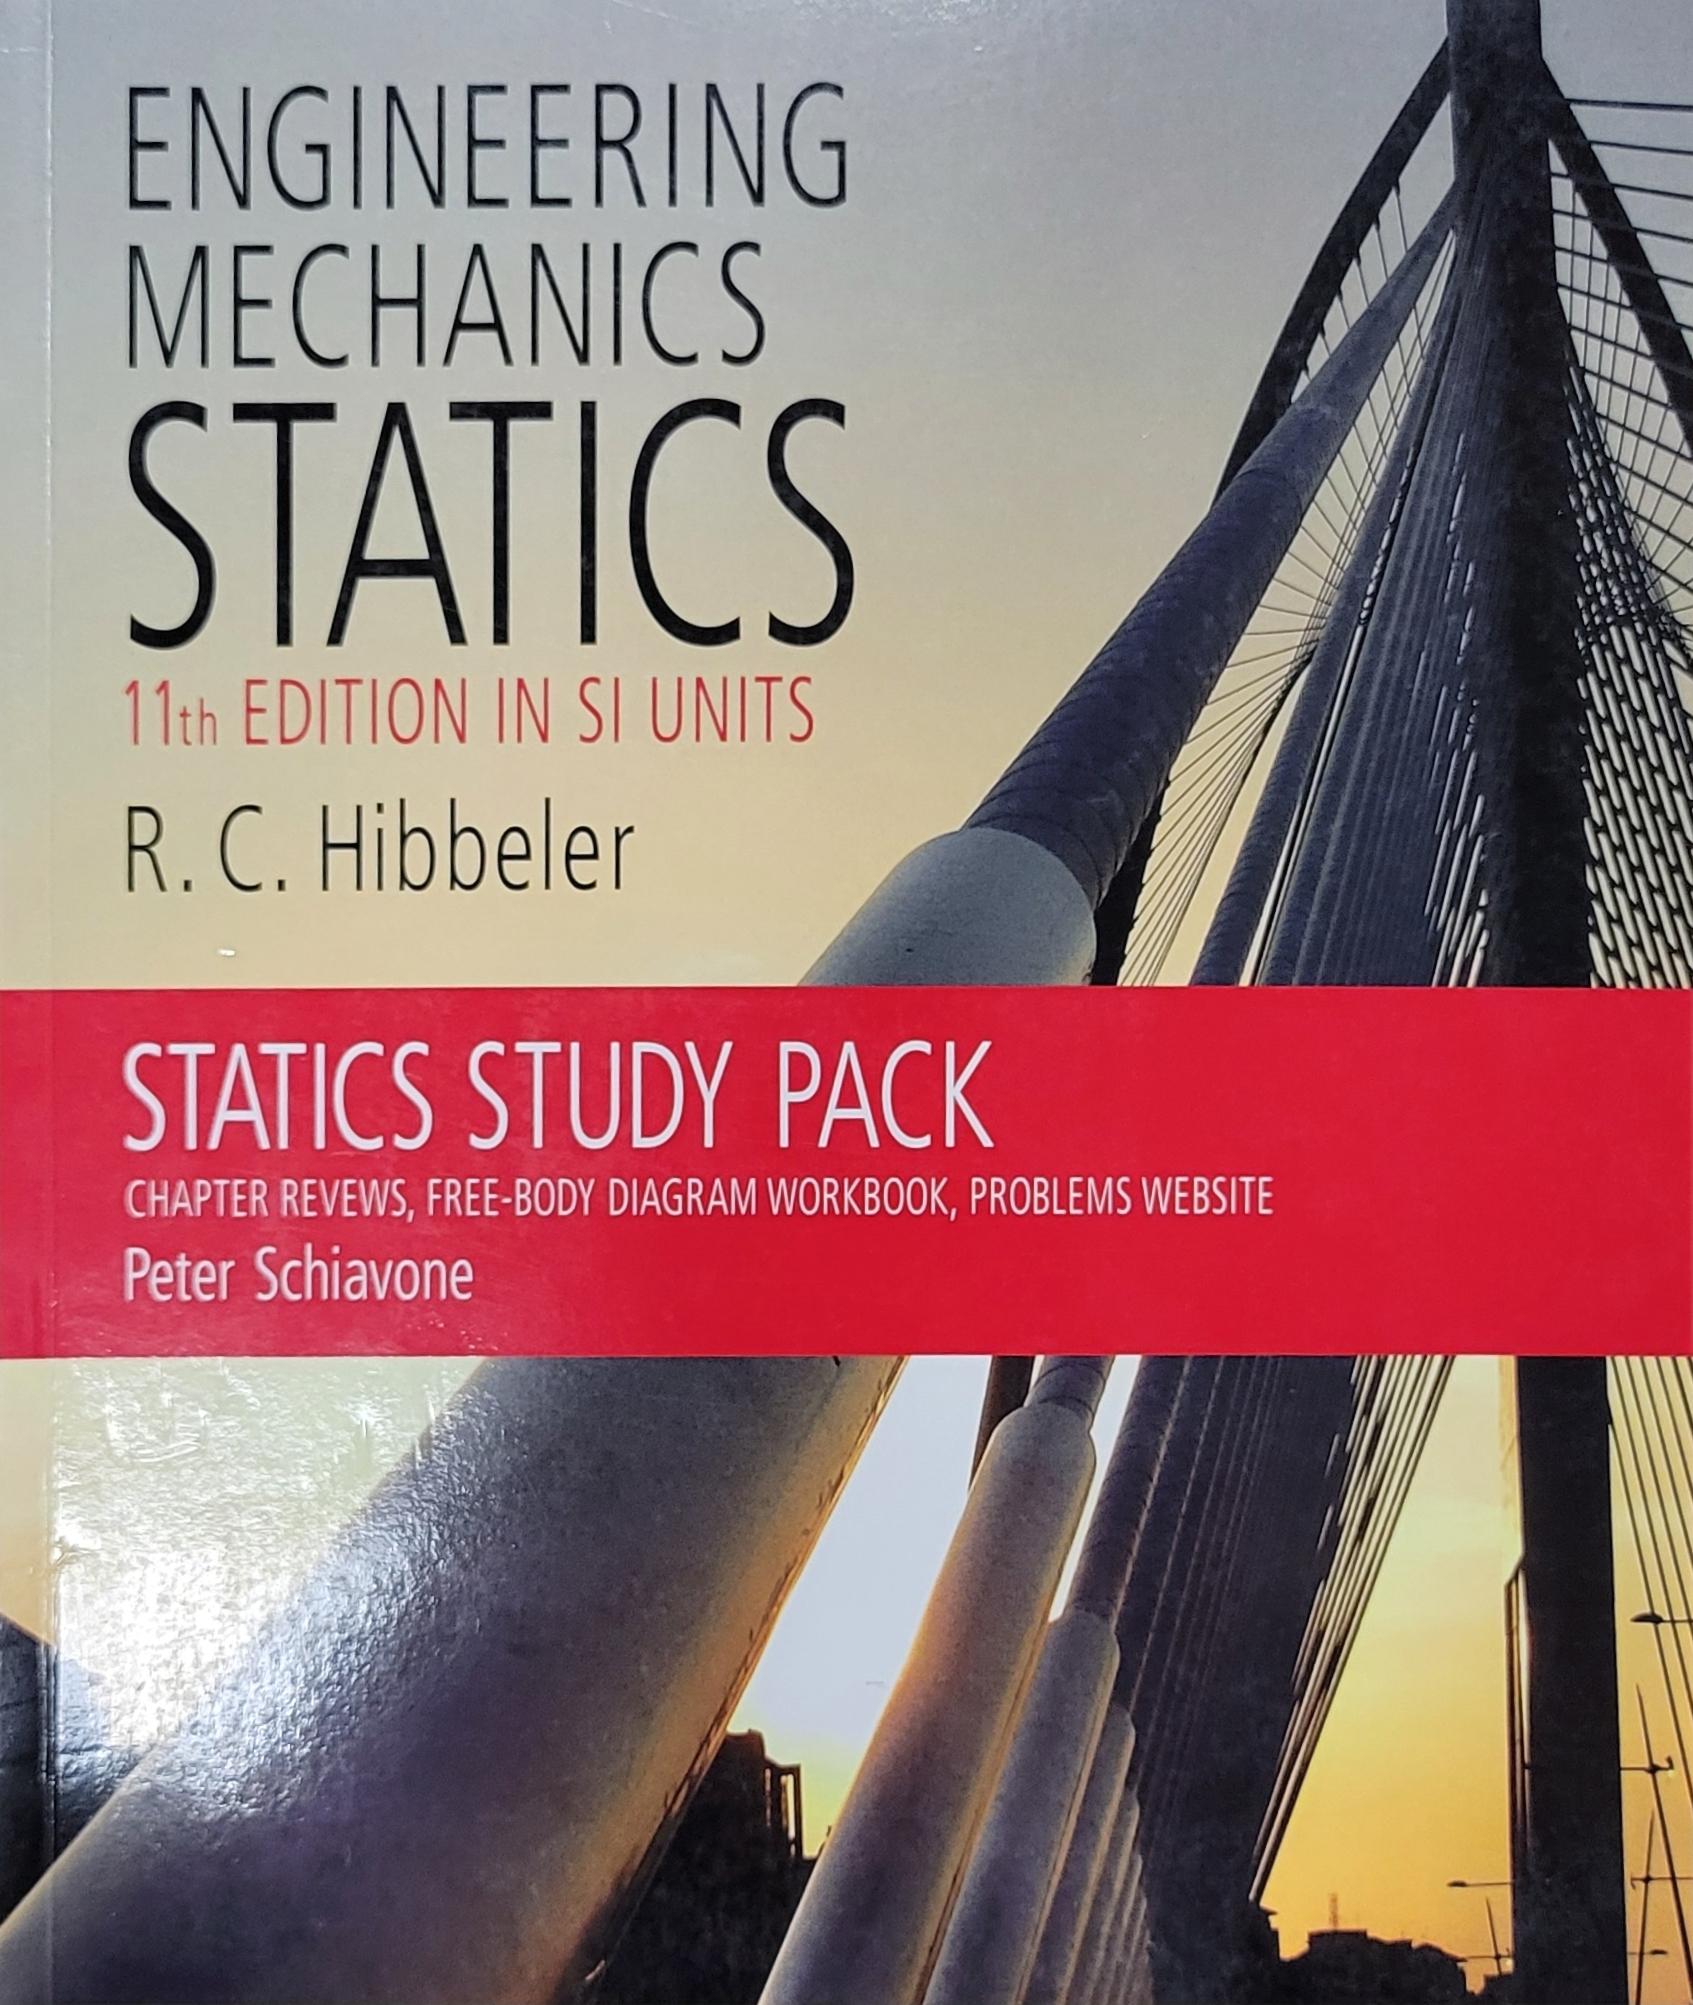 ENGINEERING
MECHANICS
STATICS
11th EDITION IN SI UNITS
R. C. Hibbeler
STATICS STUDY PACK
CHAPTER REVEWS, FREE-BODY DIAGRAM WORKBOOK, PROBLEMS WEBSITE
Peter Schiavone